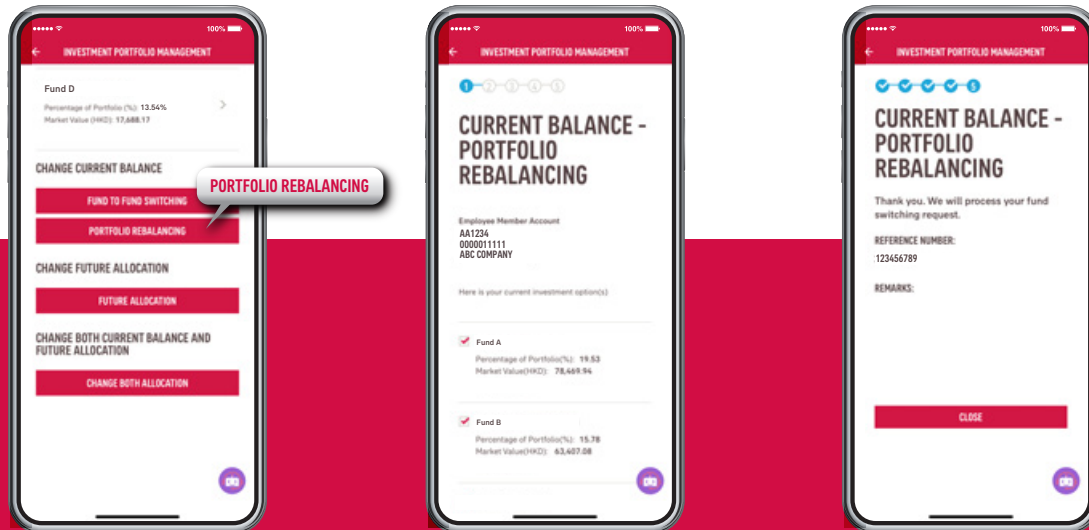 100%
INVESTMENT PORTFOLIO MANAGEMENT
Fund D
Percentage of Portfolio (%): 13.54%
Market Value (HKD): 17,688.17
CHANGE CURRENT BALANCE
FUND TO FUND SWITCHING
PORTFOLIO REBALANCING
PORTFOLIO REBALANCING
CHANGE FUTURE ALLOCATION
FUTURE ALLOCATION
CHANGE BOTH CURRENT BALANCE AND
FUTURE ALLOCATION
CHANGE BOTH ALLOCATION
100%
INVESTMENT PORTFOLIO MANAGEMENT
1 2 3 4 5
CURRENT BALANCE -
PORTFOLIO
REBALANCING
Employee Member Account
AA1234
0000011111
ABC COMPANY
Here is your current investment option(s)
Fund A
Percentage of Portfolio(%): 19.53
Market Value(HKD): 78,469.94
Fund B
Percentage of Portfolio(%): 15.78
Market Value(HKD): 63,407.08
100%
INVESTMENT PORTFOLIO MANAGEMENT
5
CURRENT BALANCE -
PORTFOLIO
REBALANCING
Thank you. We will process your fund
switching request.
REFERENCE NUMBER:
123456789
REMARKS:
CLOSE